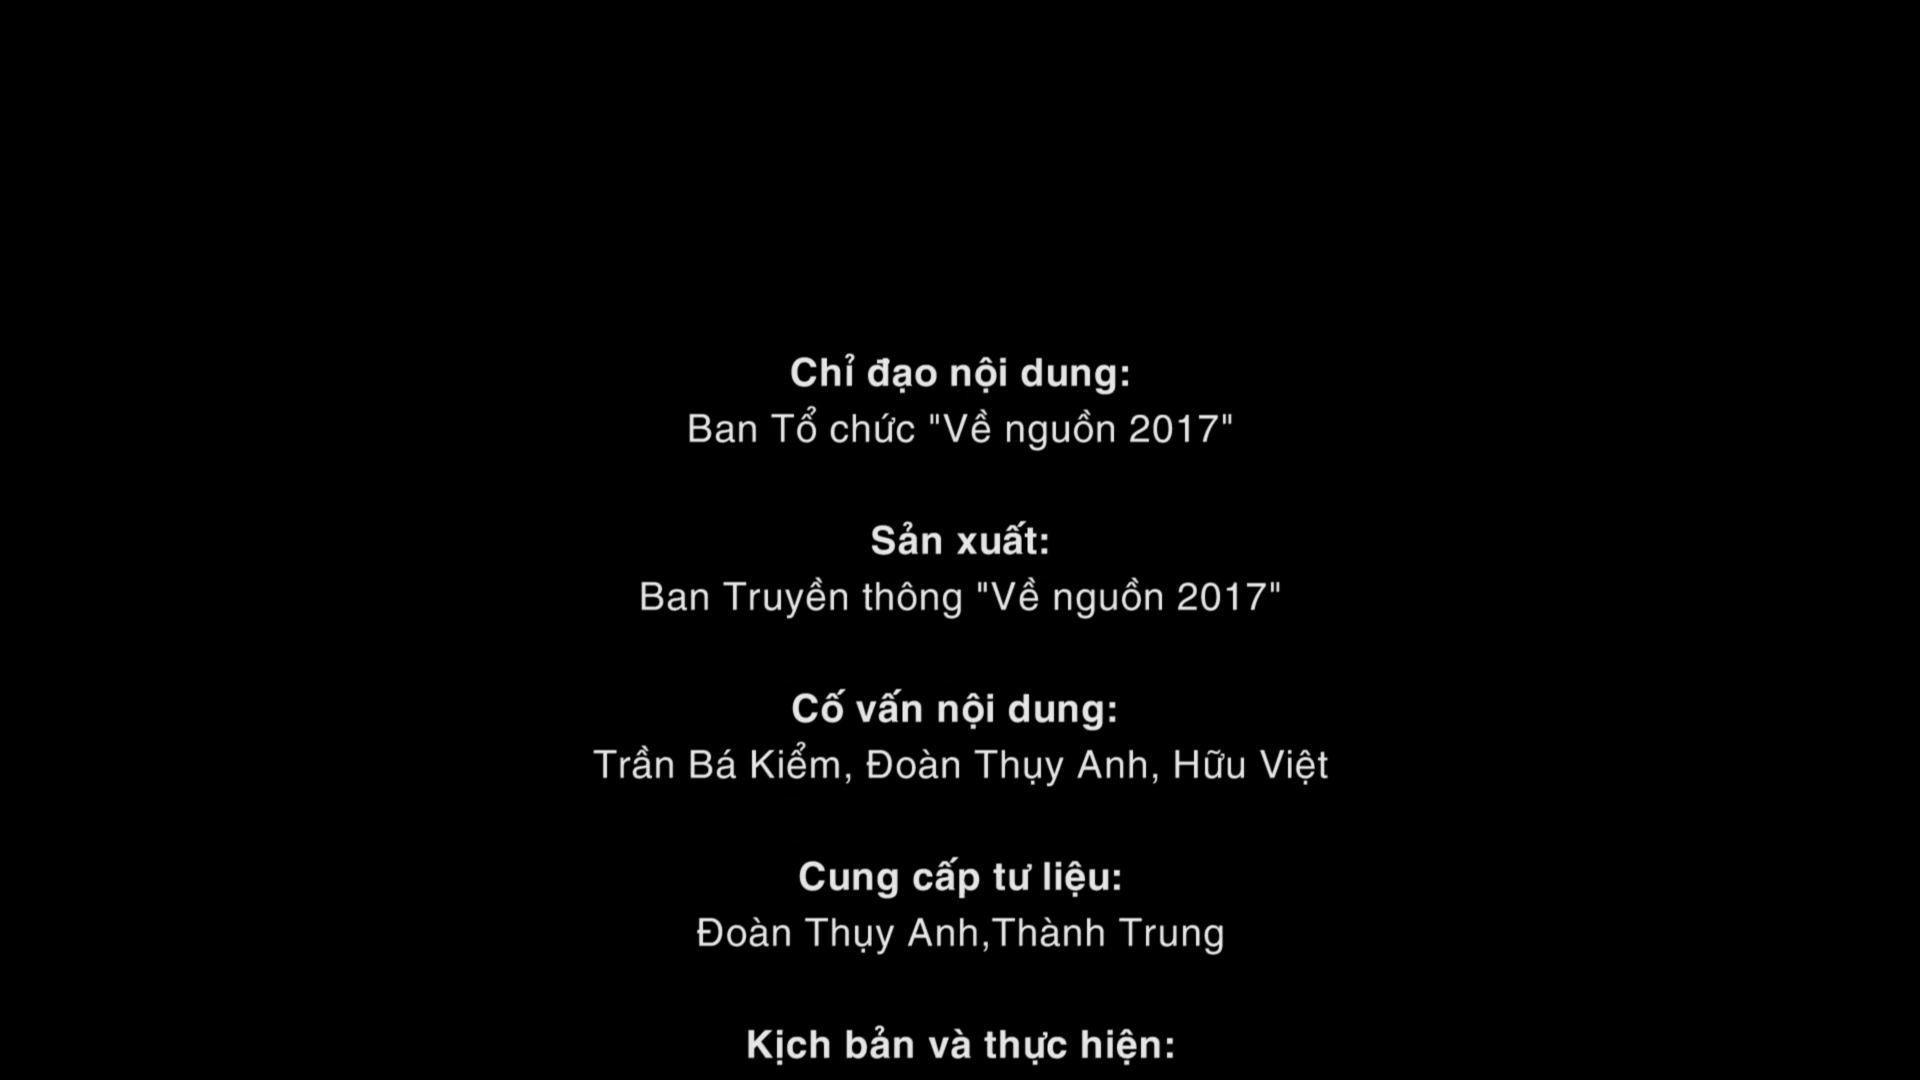 Chỉ đạo nội dung:
Ban Tổ chức "Về nguồn 2017"
Sản xuất:
Ban Truyền thông "Về nguồn 2017"
Cố vấn nội dung:
Trần Bá Kiểm, Đoàn Thụy Anh, Hữu Việt
Cung cấp tư liệu:
Đoàn Thụy Anh,Thành Trung
Kịch bản và thực hiện: